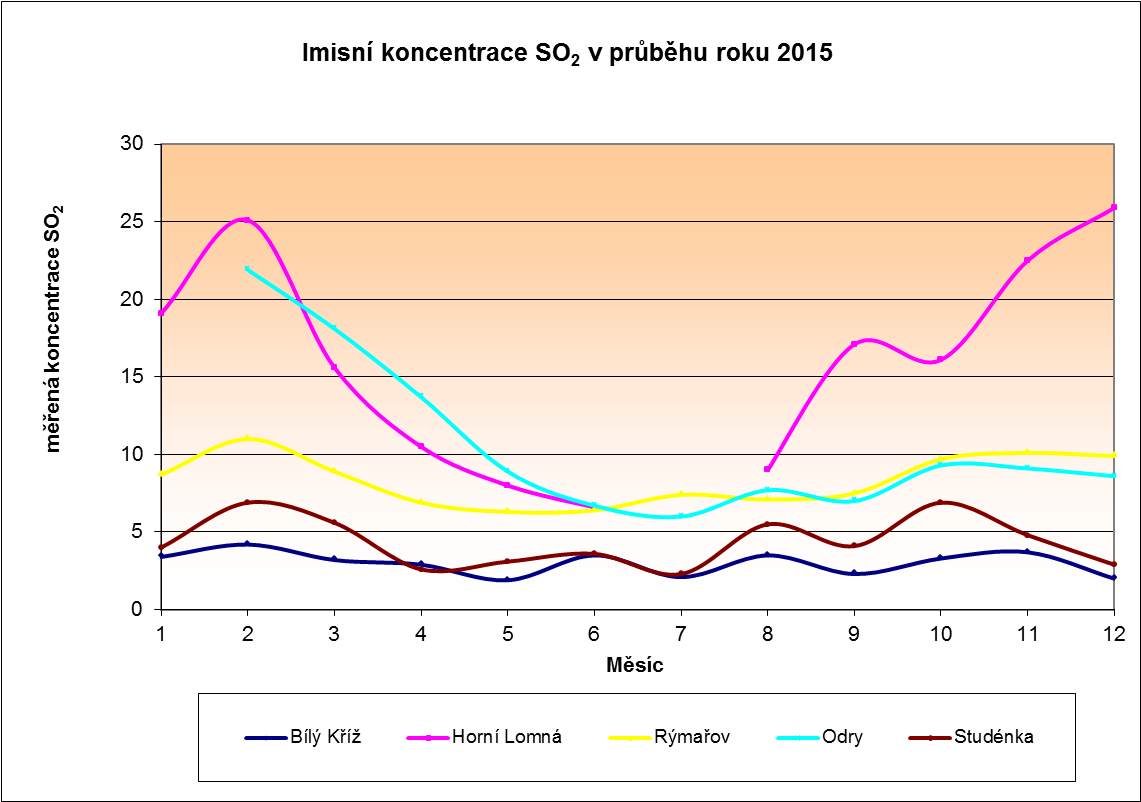 Imisní koncentrace SO₂ v průběhu roku 2015
měřená koncentrace SO₂
30
25
20
15
10
5
0
1 2 3 4 5 6 7 8 9 10 11 12
Měsíc
Bílý Kříž Horní Lomná Rýmařov Odry Studénka